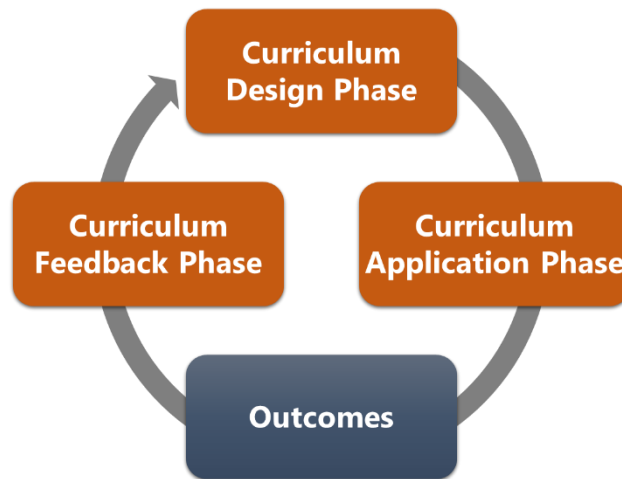 Curriculum
Design Phase
Curriculum
Feedback Phase
Curriculum
Application Phase
Outcomes